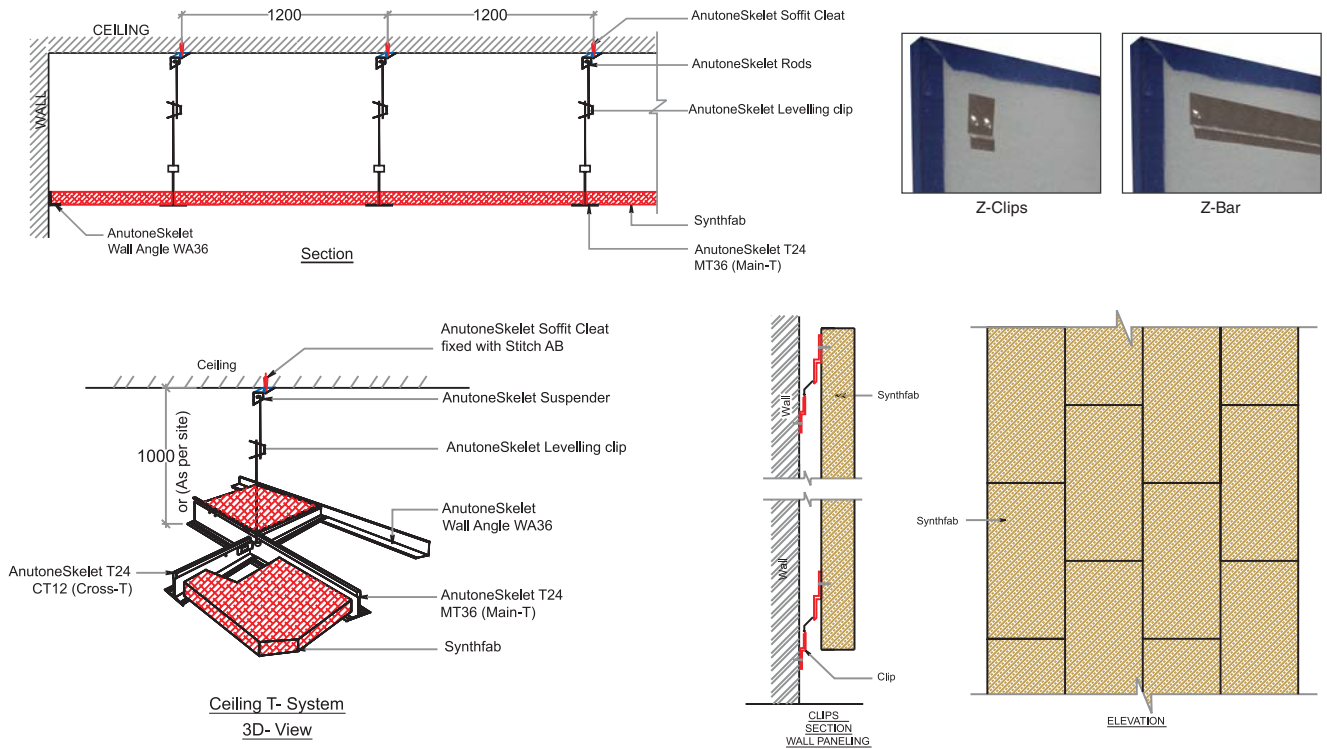 1200
1200
CEILING
WALL
AnutoneSkelet Soffit Cleat
AnutoneSkelet Rods
AnutoneSkelet Levelling clip
Synthfab
AnutoneSkelet T24
MT36 (Main-T)
AnutoneSkelet
Wall Angle WA36
Section
Z-Clips
Z-Bar
AnutoneSkelet Soffit Cleat
fixed with Stitch AB
Ceiling
AnutoneSkelet Suspender
AnutoneSkelet Levelling clip
1000
or (As per site)
AnutoneSkelet
Wall Angle WA36
AnutoneSkelet T24
CT12 (Cross-T)
AnutoneSkelet T24
MT36 (Main-T)
Synthfab
Ceiling T- System
3D- View
Wall
Synthfab
Wall
Clip
CLIPS
SECTION
WALL PANELING
Synthfab
ELEVATION